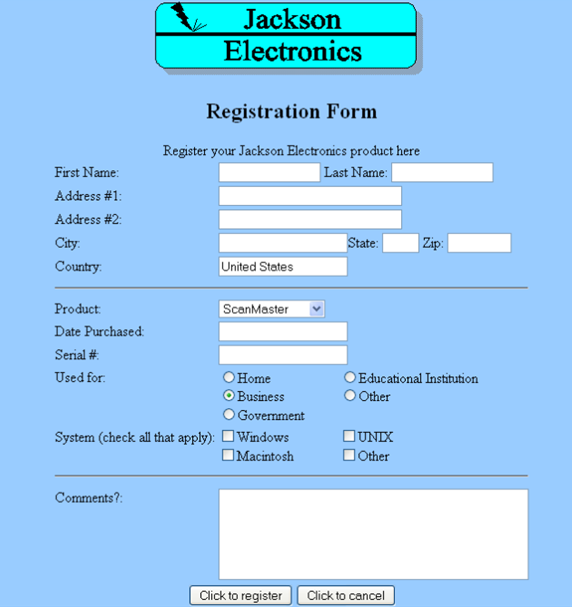 Jackson
Electronics
Registration Form
Register your Jackson Electronics product here
First Name: Last Name:
Address #1:
Address #2:
City: State: Zip:
Country: United States
Product: ScanMaster
Date Purchased:
Serial #:
Used for: Home Educational Institution
Business Other
Government
System (check all that apply): Windows UNIX
Macintosh Other
Comments?:
Click to register Click to cancel